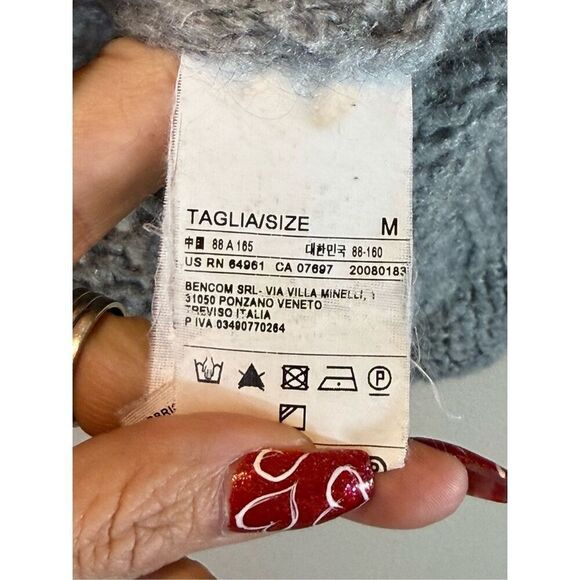 TAGLIA/SIZE M
中国 88 A 165 대한민국 88-160
US RN 64961 CA 07697 20080183
BENCOM SRL- VIA VILLA MINELLI, 1
31050 PONZANO VENETO
TREVISO ITALIA
P IVA 03490770264
P